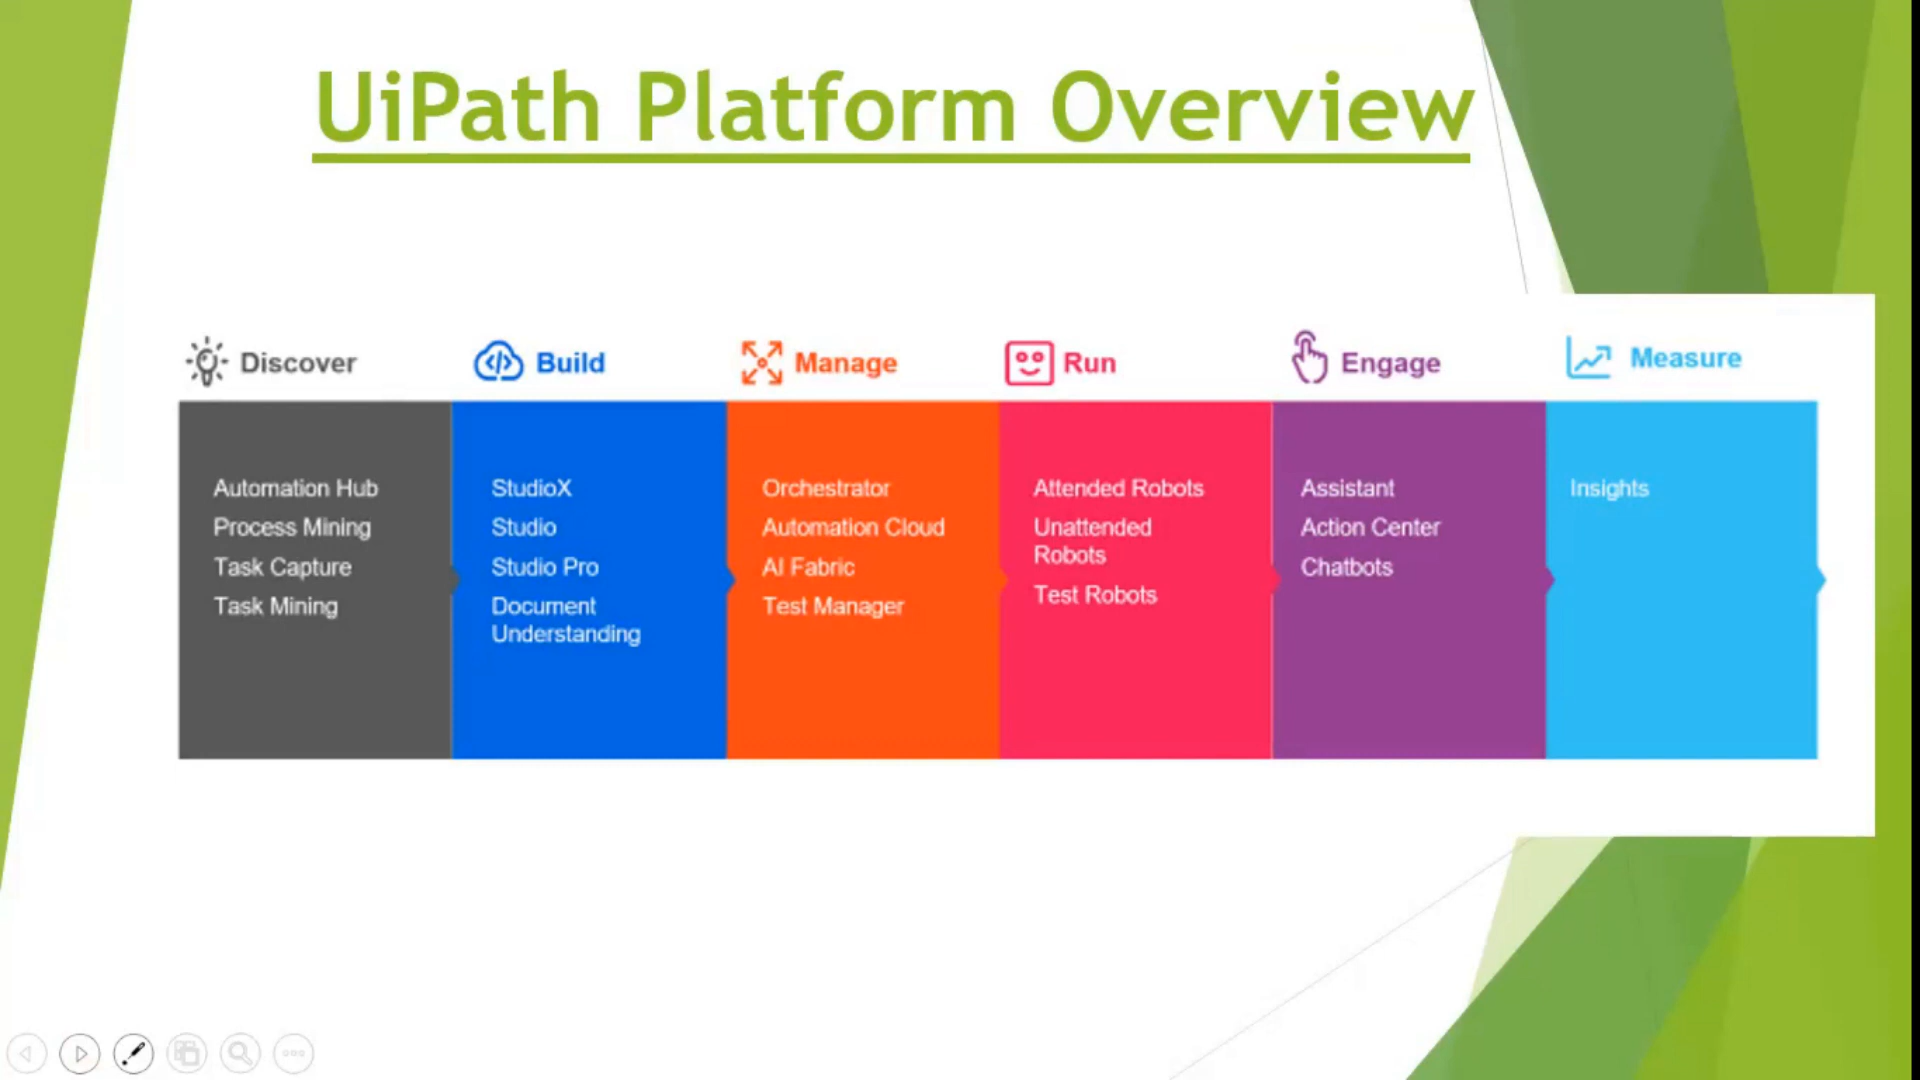 UiPath Platform Overview
Discover
Automation Hub
Process Mining
Task Capture
Task Mining
Build
StudioX
Studio
Studio Pro
Document
Understanding
Manage
Orchestrator
Automation Cloud
AI Fabric
Test Manager
Run
Attended Robots
Unattended
Robots
Test Robots
Engage
Assistant
Action Center
Chatbots
Measure
Insights